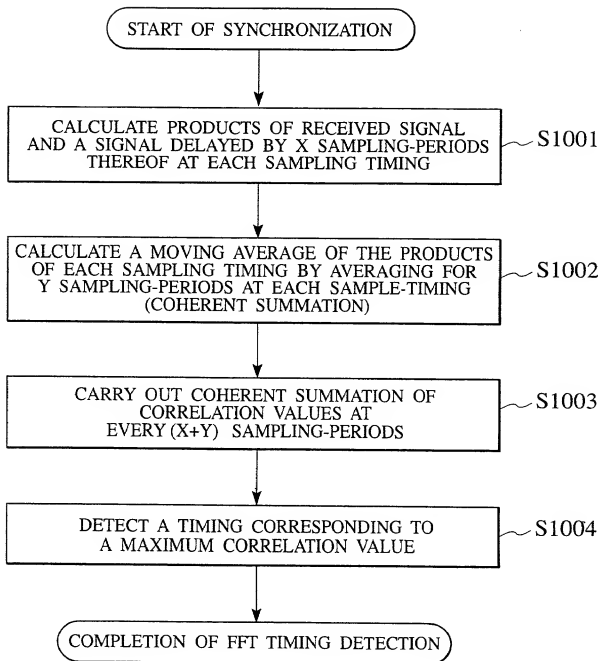 START OF SYNCHRONIZATION
CALCULATE PRODUCTS OF RECEIVED SIGNAL
AND A SIGNAL DELAYED BY X SAMPLING-PERIODS
THEREOF AT EACH SAMPLING TIMING
S1001
CALCULATE A MOVING AVERAGE OF THE PRODUCTS
OF EACH SAMPLING TIMING BY AVERAGING FOR
Y SAMPLING-PERIODS AT EACH SAMPLE-TIMING
(COHERENT SUMMATION)
S1002
CARRY OUT COHERENT SUMMATION OF
CORRELATION VALUES AT
EVERY (X+Y) SAMPLING-PERIODS
S1003
DETECT A TIMING CORRESPONDING TO
A MAXIMUM CORRELATION VALUE
S1004
COMPLETION OF FFT TIMING DETECTION